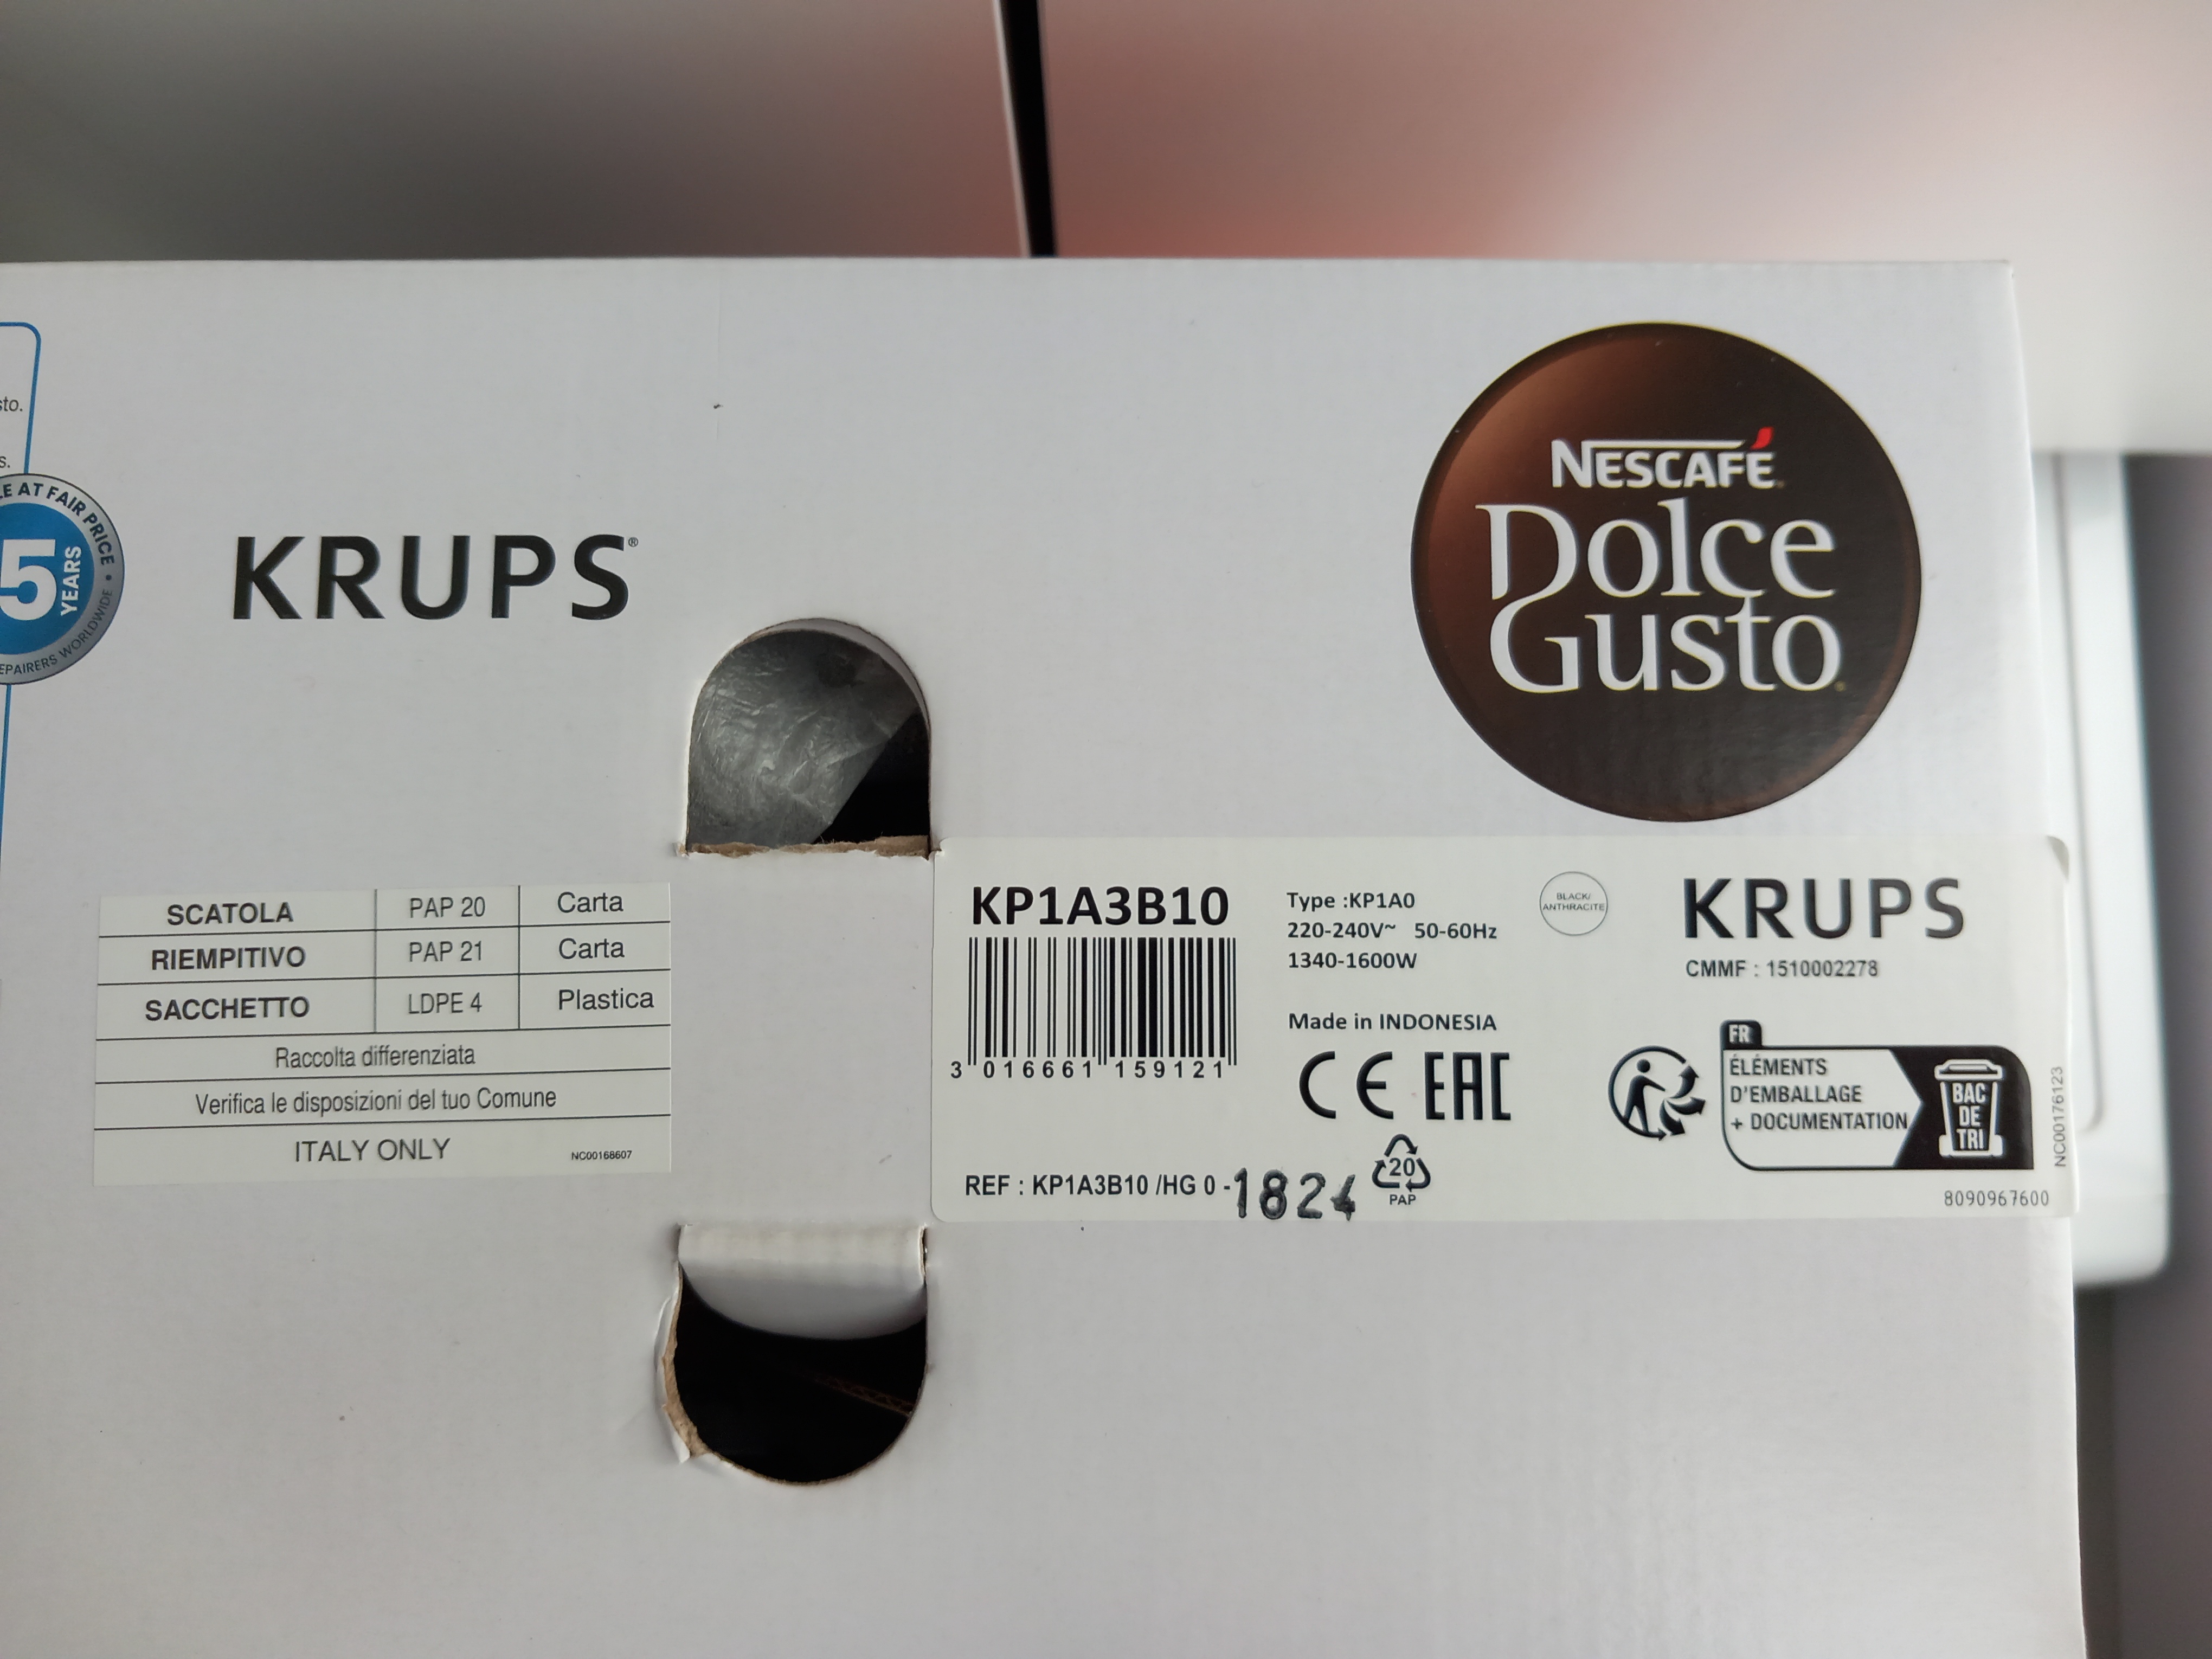 sto.
s.
E AT FAIR PRICE •
5
YEARS
EPAIRERS WORLDWIDE •
KRUPS®
NESCAFÉ
DOLCE
GUSTO
SCATOLA PAP 20 Carta
RIEMPITIVO PAP 21 Carta
SACCHETTO LDPE 4 Plastica
Raccolta differenziata
Verifica le disposizioni del tuo Comune
ITALY ONLY NC00168607
KP1A3B10
3 016661 159121
Type :KP1A0
220-240V~ 50-60Hz
1340-1600W
Made in INDONESIA
CE EAC
BLACK/
ANTHRACITE
KRUPS
CMMF : 1510002278
FR
ÉLÉMENTS
D'EMBALLAGE
+ DOCUMENTATION
BAC
DE
TRI
NC00176123
REF : KP1A3B10 /HG 0 - 1824
20
PAP
8090967600